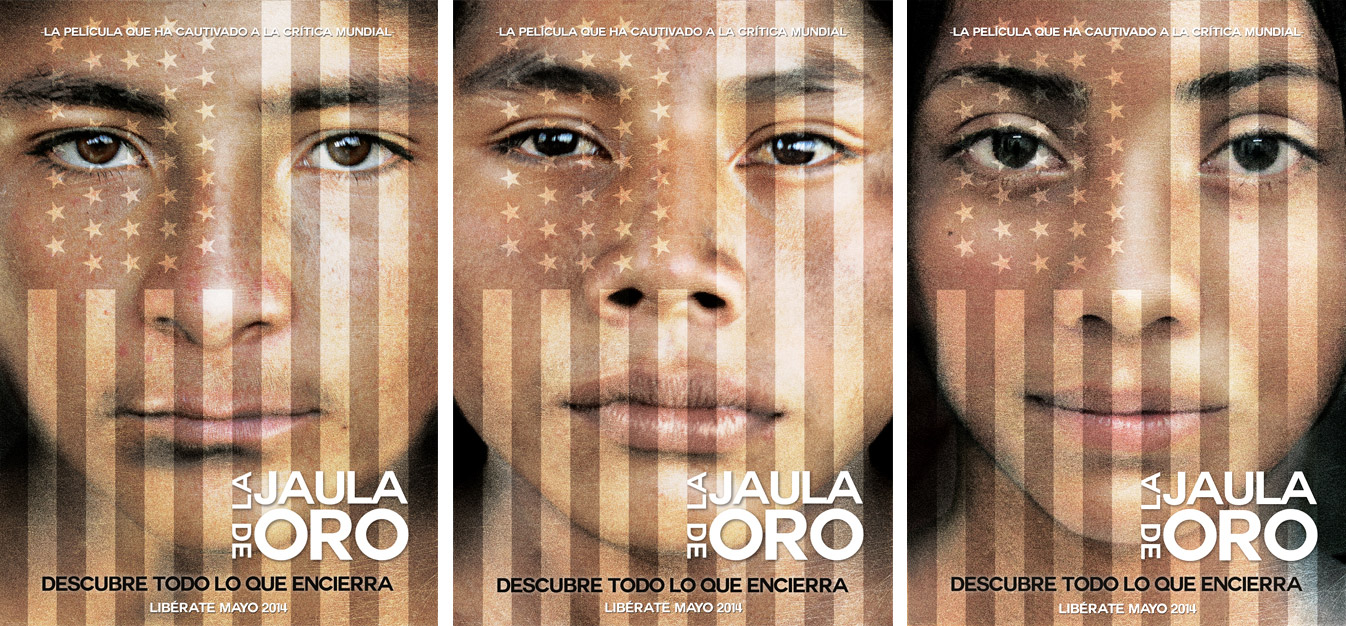 -LA PELÍCULA QUE HA CAUTIVADO A LA CRÍTICA MUNDIAL-
LA JAULA
DE ORO
DESCUBRE TODO LO QUE ENCIERRA
LIBÉRATE MAYO 2014
-LA PELÍCULA QUE HA CAUTIVADO A LA CRÍTICA MUNDIAL-
LA JAULA
DE ORO
DESCUBRE TODO LO QUE ENCIERRA
LIBÉRATE MAYO 2014
-LA PELÍCULA QUE HA CAUTIVADO A LA CRÍTICA MUNDIAL-
LA JAULA
DE ORO
DESCUBRE TODO LO QUE ENCIERRA
LIBÉRATE MAYO 2014